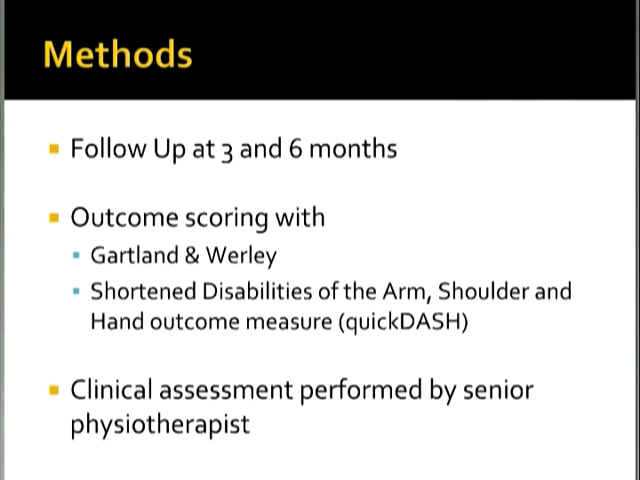 Methods
Follow Up at 3 and 6 months
Outcome scoring with
Gartland & Werley
Shortened Disabilities of the Arm, Shoulder and
Hand outcome measure (quickDASH)
Clinical assessment performed by senior
physiotherapist